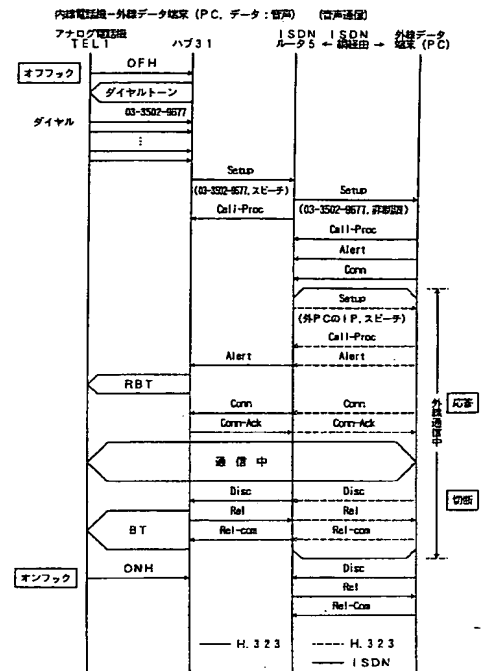 内線電話機−外線データ端末（PC，データ：音声）　（音声通信）
アナログ電話機　　　　　　　ISDN　ISDN　外線データ
TEL1　ハブ31　ルータ5 ← 網経由 → 端末（PC）
オフフック　OFH
ダイヤルトーン
ダイヤル　03-3502-9677
⋮
Setup
(03-3502-9677, スピーチ)　Setup
Call-Proc　(03-3502-9677, 非制限)
Call-Proc
Alert
Conn
Setup
(外PCのIP, スピーチ)
Call-Proc
Alert　Alert
RBT
外線通信中
Conn　Conn　応答
Conn-Ack　Conn-Ack
通信中
Disc　Disc　切断
Rel　Rel
BT　Rel-com　Rel-com
オンフック　ONH　Disc
Rel
Rel-Com
H.323　H.323
ISDN